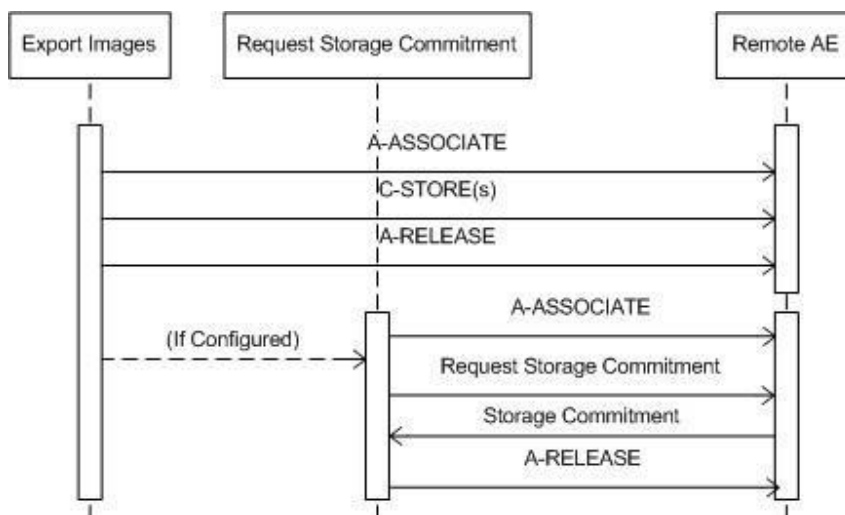 Export Images
Request Storage Commitment
Remote AE
A-ASSOCIATE
C-STORE(s)
A-RELEASE
A-ASSOCIATE
(If Configured)
Request Storage Commitment
Storage Commitment
A-RELEASE